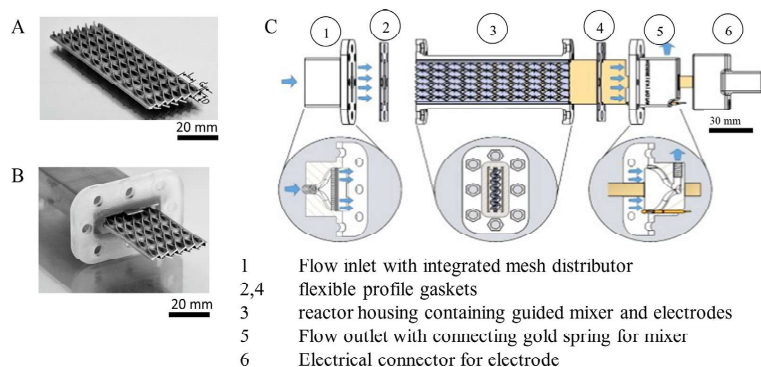 A
20 mm
B
20 mm
C
1
2
3
4
5
6
30 mm
1 Flow inlet with integrated mesh distributor
2,4 flexible profile gaskets
3 reactor housing containing guided mixer and electrodes
5 Flow outlet with connecting gold spring for mixer
6 Electrical connector for electrode